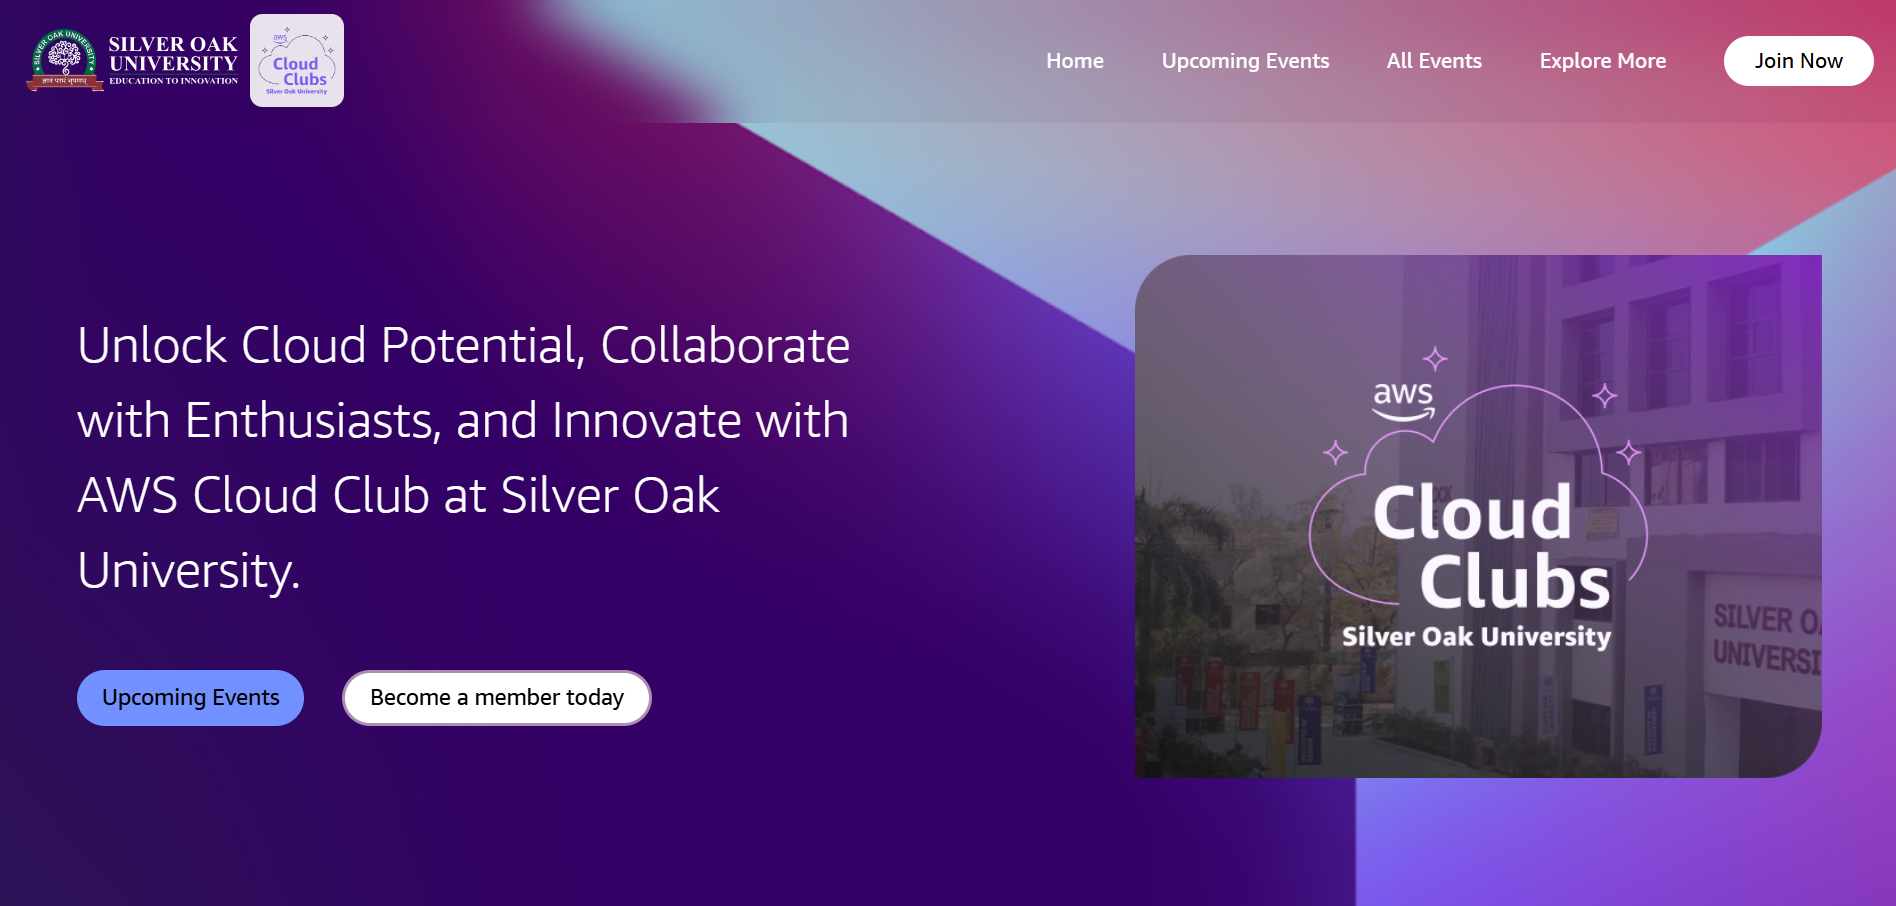 SILVER OAK UNIVERSITY
SILVER OAK
UNIVERSITY
EDUCATION TO INNOVATION
aws
Cloud
Clubs
Silver Oak University
Home
Upcoming Events
All Events
Explore More
Join Now
Unlock Cloud Potential, Collaborate
with Enthusiasts, and Innovate with
AWS Cloud Club at Silver Oak
University.
Upcoming Events
Become a member today
aws
Cloud
Clubs
Silver Oak University
SILVER
UNIVERSI